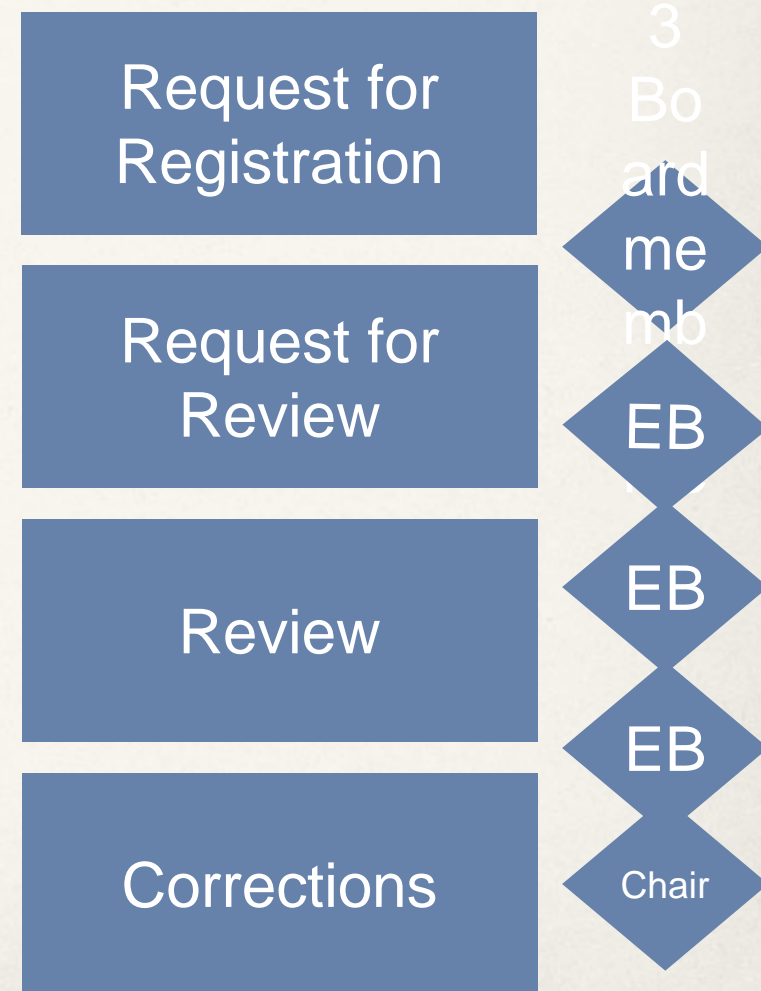 Request for
Registration
Request for
Review
Review
Corrections
3
Bo
ard
me
mb
EB
EB
EB
Chair